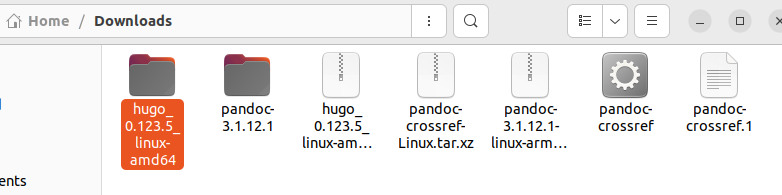 Home / Downloads
hugo_
0.123.5_
linux-
amd64
pandoc-
3.1.12.1
hugo_
0.123.5_
linux-am…
pandoc-
crossref-
Linux.tar.xz
pandoc-
3.1.12.1-
linux-arm…
pandoc-
crossref
pandoc-
crossref.1
ents